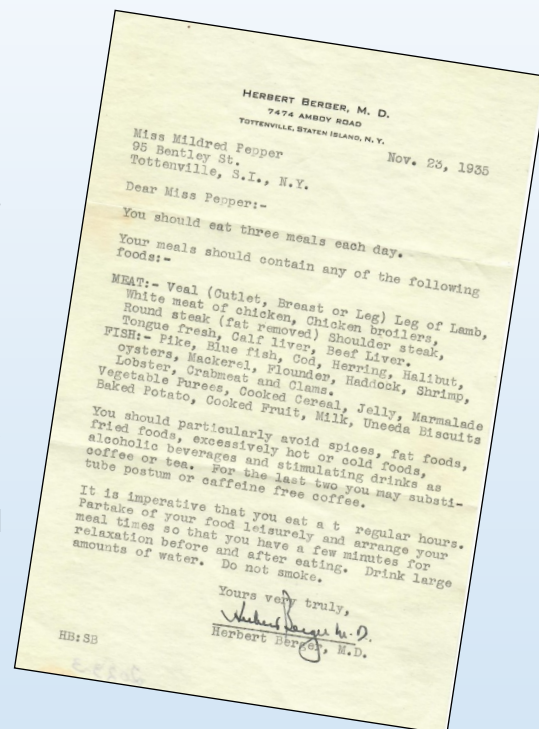 HERBERT BERGER, M. D.
7474 AMBOY ROAD
TOTTENVILLE, STATEN ISLAND, N. Y.
Nov. 23, 1935
Miss Mildred Pepper
95 Bentley St.
Tottenville, S.I., N.Y.
Dear Miss Pepper:-
You should eat three meals each day.
Your meals should contain any of the following
foods:-
MEAT:- Veal (Cutlet, Breast or Leg) Leg of Lamb,
White meat of chicken, Chicken broilers,
Round steak (fat removed) Shoulder steak,
Tongue fresh, Calf liver, Beef Liver.
FISH:- Pike, Blue fish, Cod, Herring, Halibut,
oysters, Mackerel, Flounder, Haddock, Shrimp,
Lobster, Crabmeat and Clams.
Vegetable Purees, Cooked Cereal, Jelly, Marmalade
Baked Potato, Cooked Fruit, Milk, Uneeda Biscuits
You should particularly avoid spices, fat foods,
fried foods, excessively hot or cold foods,
alcoholic beverages and stimulating drinks as
coffee or tea. For the last two you may substi-
tube postum or caffeine free coffee.
It is imperative that you eat a t regular hours.
Partake of your food leisurely and arrange your
meal times so that you have a few minutes for
relaxation before and after eating. Drink large
amounts of water. Do not smoke.
Yours very truly,
Herbert Berger M.D.
Herbert Berger, M.D.
HB:SB